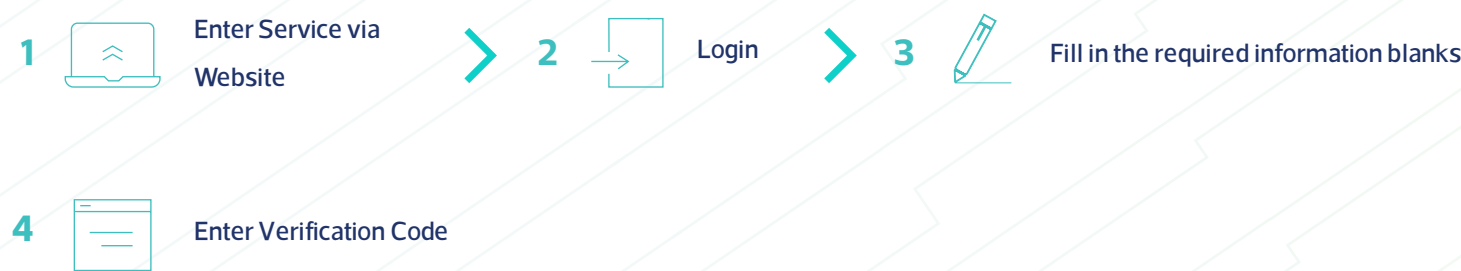 1
Enter Service via
Website
2
Login
3
Fill in the required information blanks
4
Enter Verification Code